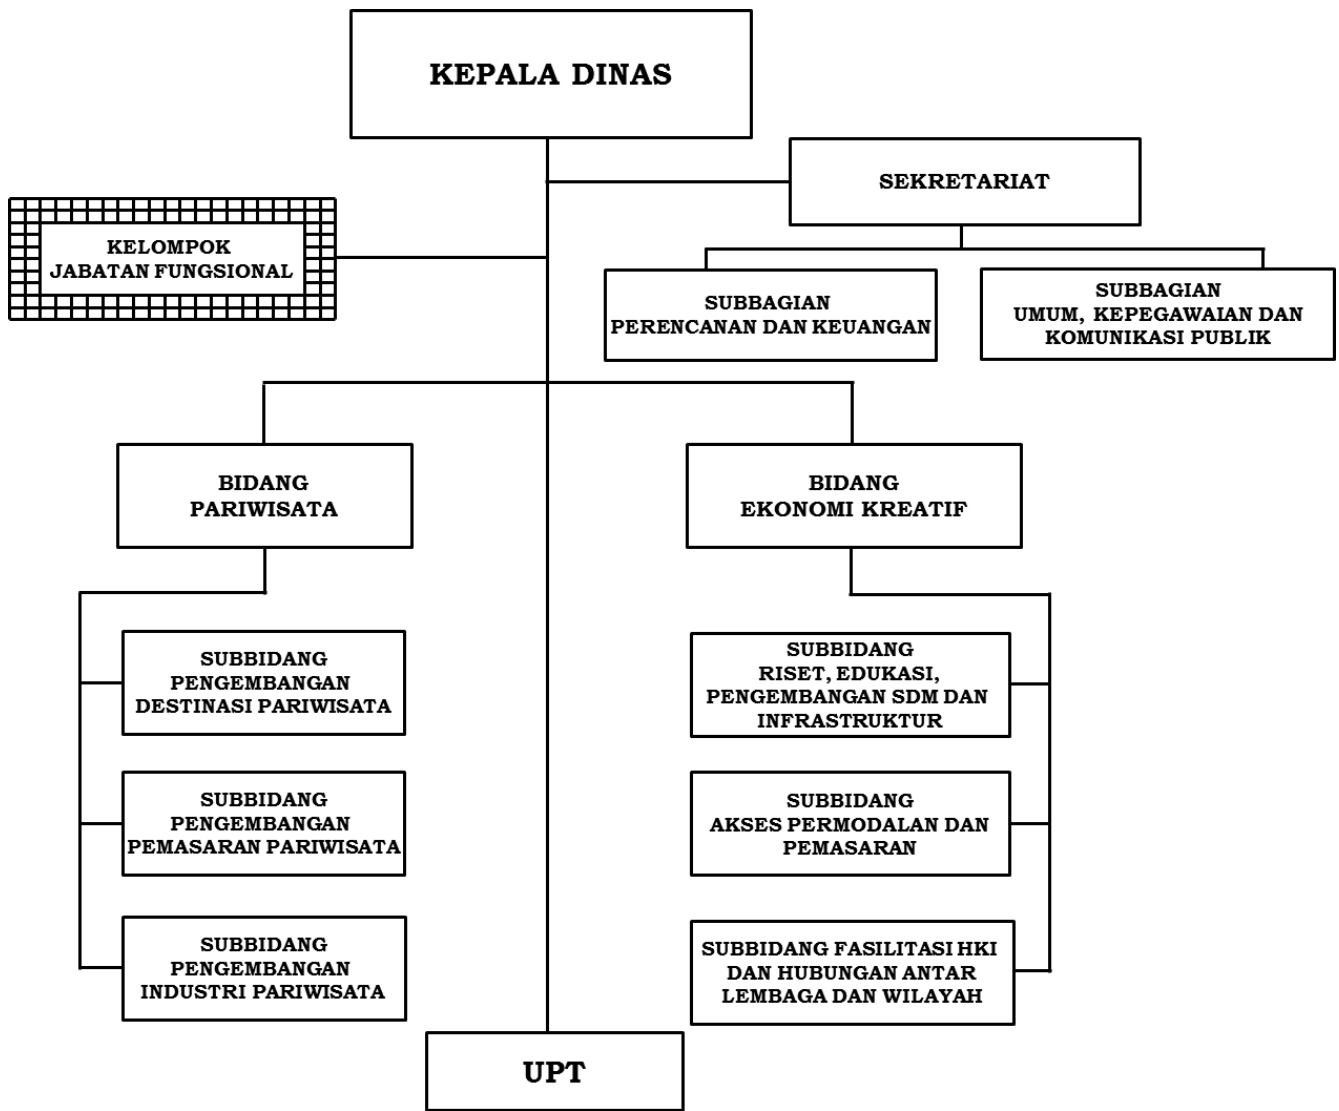 KEPALA DINAS
SEKRETARIAT
KELOMPOK
JABATAN FUNGSIONAL
SUBBAGIAN
PERENCANAN DAN KEUANGAN
SUBBAGIAN
UMUM, KEPEGAWAIAN DAN
KOMUNIKASI PUBLIK
BIDANG
PARIWISATA
BIDANG
EKONOMI KREATIF
SUBBIDANG
PENGEMBANGAN
DESTINASI PARIWISATA
SUBBIDANG
RISET, EDUKASI,
PENGEMBANGAN SDM DAN
INFRASTRUKTUR
SUBBIDANG
PENGEMBANGAN
PEMASARAN PARIWISATA
SUBBIDANG
AKSES PERMODALAN DAN
PEMASARAN
SUBBIDANG
PENGEMBANGAN
INDUSTRI PARIWISATA
SUBBIDANG FASILITASI HKI
DAN HUBUNGAN ANTAR
LEMBAGA DAN WILAYAH
UPT